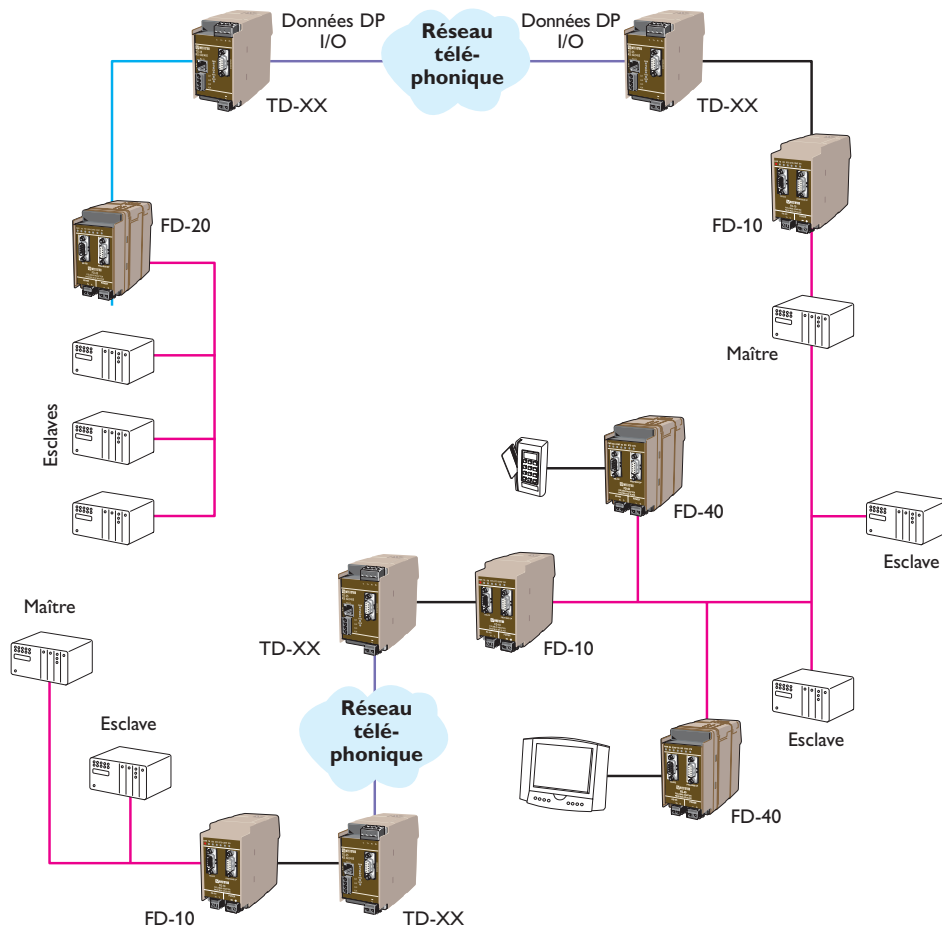 Données DP
I/O
Réseau
télé-
phonique
Données DP
I/O
TD-XX
TD-XX
FD-20
FD-10
Maître
Esclaves
FD-40
Esclave
Maître
TD-XX
FD-10
Esclave
Réseau
télé-
phonique
Esclave
FD-40
FD-10
TD-XX